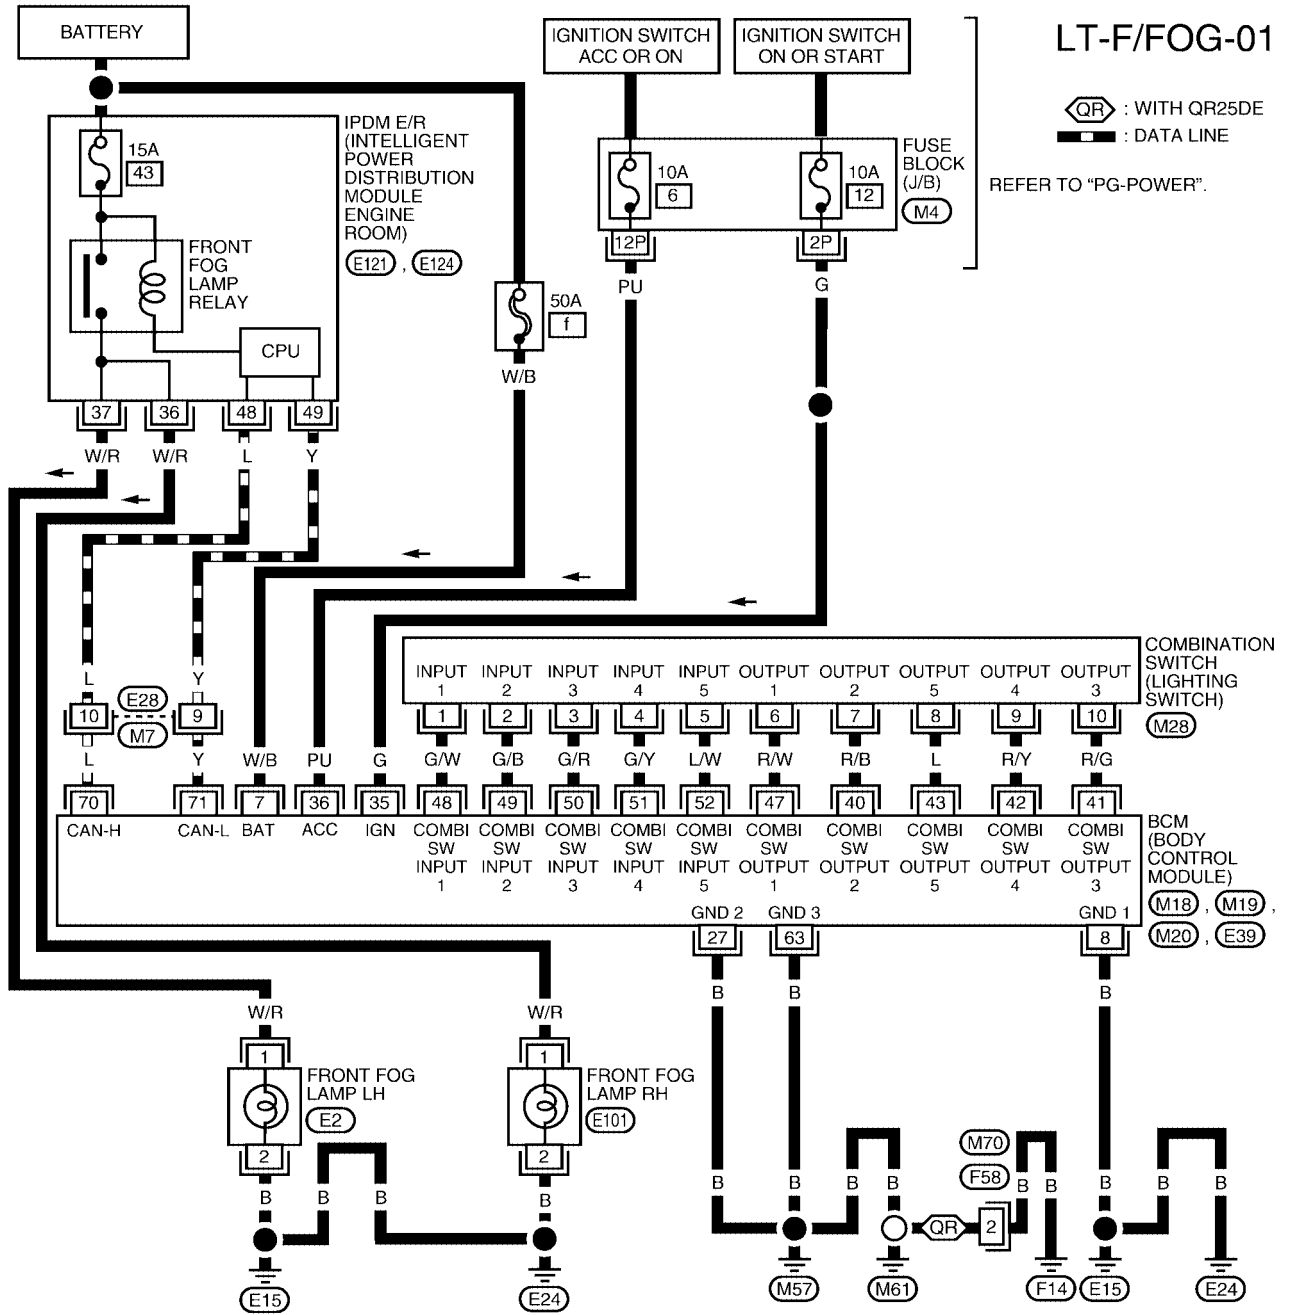 BATTERY
IGNITION SWITCH
ACC OR ON
IGNITION SWITCH
ON OR START
LT-F/FOG-01
QR : WITH QR25DE
: DATA LINE
REFER TO “PG-POWER”.
15A
43
IPDM E/R
(INTELLIGENT
POWER
DISTRIBUTION
MODULE
ENGINE
ROOM)
E121 , E124
FRONT
FOG
LAMP
RELAY
CPU
10A
6
10A
12
FUSE
BLOCK
(J/B)
M4
12P
2P
PU
G
50A
f
W/B
37 36 48 49
W/R W/R L Y
L Y
10 E28 9
M7
L Y W/B PU G
COMBINATION
SWITCH
(LIGHTING
SWITCH)
M28
INPUT INPUT INPUT INPUT INPUT OUTPUT OUTPUT OUTPUT OUTPUT OUTPUT
1 2 3 4 5 1 2 5 4 3
1 2 3 4 5 6 7 8 9 10
G/W G/B G/R G/Y L/W R/W R/B L R/Y R/G
70 71 7 36 35 48 49 50 51 52 47 40 43 42 41
CAN-H CAN-L BAT ACC IGN COMBI COMBI COMBI COMBI COMBI COMBI COMBI COMBI COMBI COMBI
SW SW SW SW SW SW SW SW SW SW
INPUT INPUT INPUT INPUT INPUT OUTPUT OUTPUT OUTPUT OUTPUT OUTPUT
1 2 3 4 5 1 2 5 4 3
BCM
(BODY
CONTROL
MODULE)
M18 , M19 ,
M20 , E39
GND 2 GND 3 GND 1
27 63 8
B B B
W/R W/R
1 1
FRONT FOG
LAMP LH
E2
FRONT FOG
LAMP RH
E101
2 2
B B B B
E15 E24
B B B B
M70
F58
B B
QR 2
B B B
M57 M61 F14 E15 E24